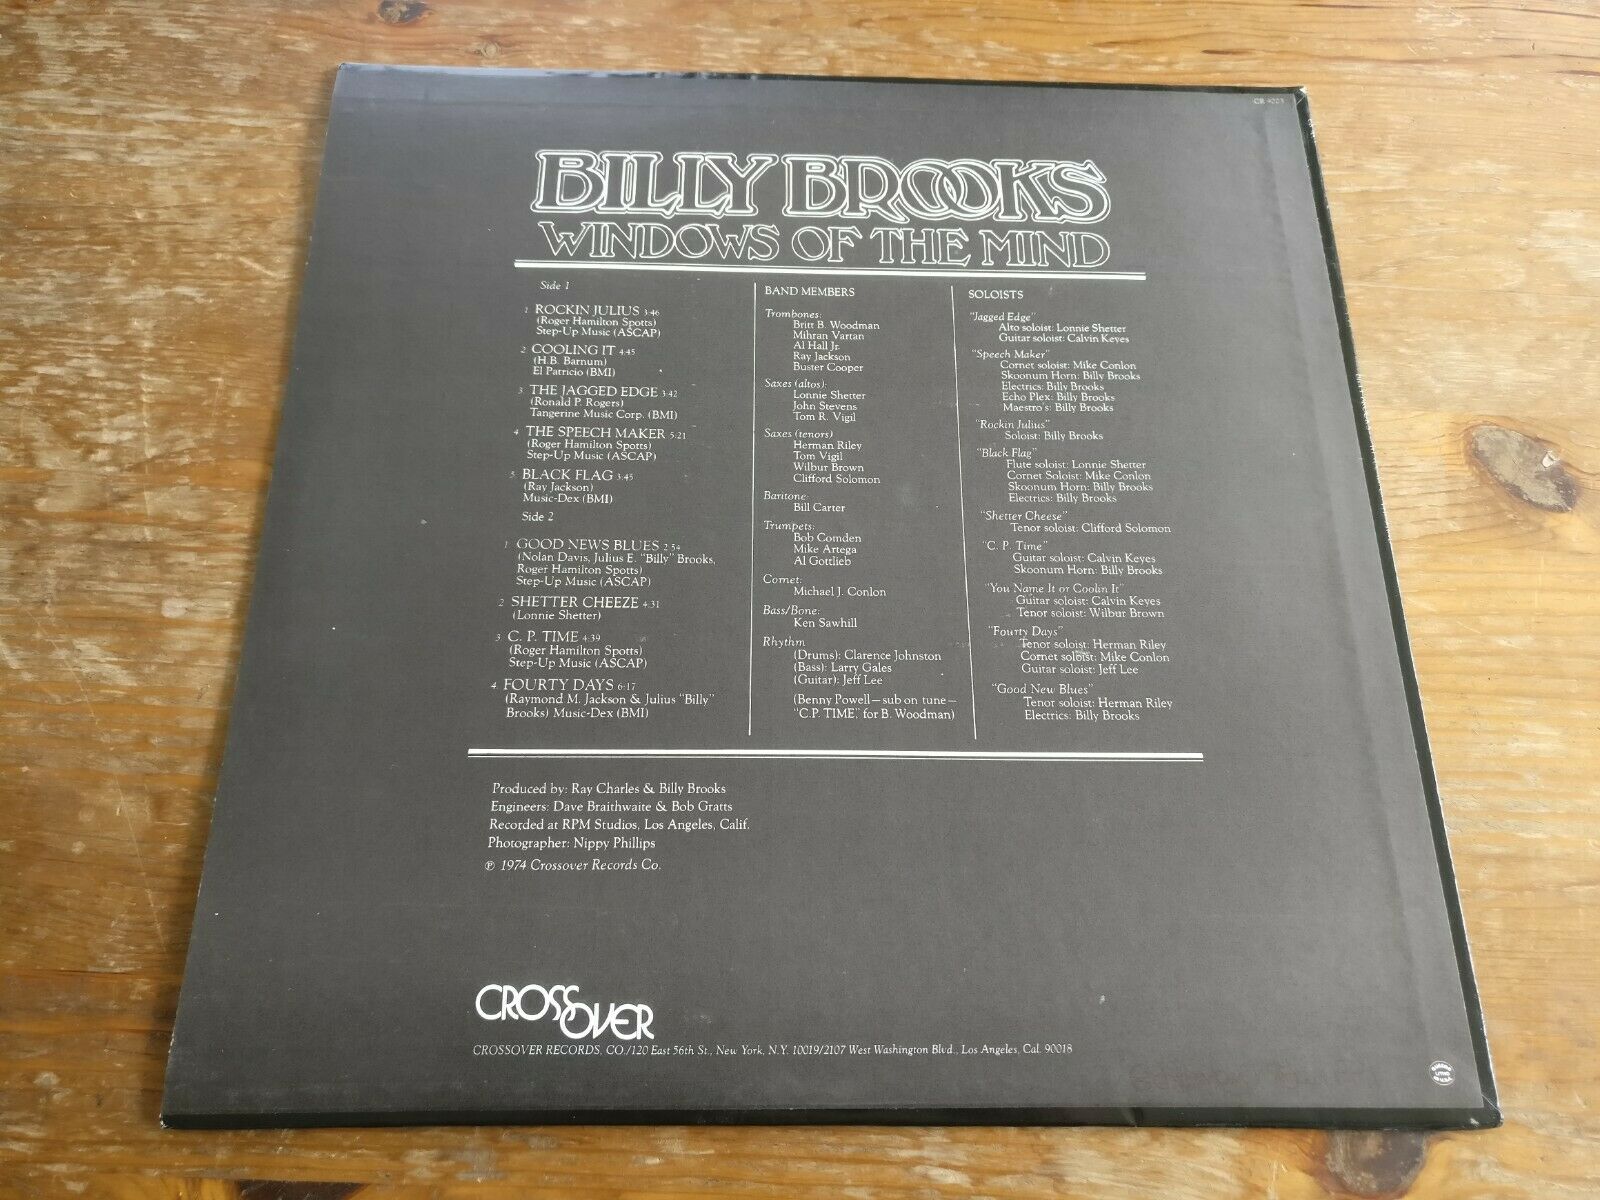 CR 9003
BILLY BROOKS
WINDOWS OF THE MIND
Side 1
1 ROCKIN JULIUS 3:46
(Roger Hamilton Spotts)
Step-Up Music (ASCAP)
2 COOLING IT 4:45
(H.B. Barnum)
El Patricio (BMI)
3 THE JAGGED EDGE 3:42
(Ronald P. Rogers)
Tangerine Music Corp. (BMI)
4 THE SPEECH MAKER 5:21
(Roger Hamilton Spotts)
Step-Up Music (ASCAP)
5 BLACK FLAG 3:45
(Ray Jackson)
Music-Dex (BMI)
Side 2
1 GOOD NEWS BLUES 2:54
(Nolan Davis, Julius E. "Billy" Brooks,
Roger Hamilton Spotts)
Step-Up Music (ASCAP)
2 SHETTER CHEEZE 4:31
(Lonnie Shetter)
3 C. P. TIME 4:39
(Roger Hamilton Spotts)
Step-Up Music (ASCAP)
4. FOURTY DAYS 6:17
(Raymond M. Jackson & Julius "Billy"
Brooks) Music-Dex (BMI)
BAND MEMBERS
Trombones:
Britt B. Woodman
Mihran Vartan
Al Hall Jr.
Ray Jackson
Buster Cooper
Saxes (altos):
Lonnie Shetter
John Stevens
Tom R. Vigil
Saxes (tenors)
Herman Riley
Tom Vigil
Wilbur Brown
Clifford Solomon
Baritone:
Bill Carter
Trumpets:
Bob Comden
Mike Artega
Al Gottlieb
Cornet:
Michael J. Conlon
Bass/Bone:
Ken Sawhill
Rhythm
(Drums): Clarence Johnston
(Bass): Larry Gales
(Guitar): Jeff Lee
(Benny Powell—sub on tune—
"C.P. TIME," for B. Woodman)
SOLOISTS
"Jagged Edge"
Alto soloist: Lonnie Shetter
Guitar soloist: Calvin Keyes
"Speech Maker"
Cornet soloist: Mike Conlon
Skoonum Horn: Billy Brooks
Electrics: Billy Brooks
Echo Plex: Billy Brooks
Maestro's: Billy Brooks
"Rockin Julius"
Soloist: Billy Brooks
"Black Flag"
Flute soloist: Lonnie Shetter
Cornet Soloist: Mike Conlon
Skoonum Horn: Billy Brooks
Electrics: Billy Brooks
"Shetter Cheese"
Tenor soloist: Clifford Solomon
"C. P. Time"
Guitar soloist: Calvin Keyes
Skoonum Horn: Billy Brooks
"You Name It or Coolin It"
Guitar soloist: Calvin Keyes
Tenor soloist: Wilbur Brown
"Fourty Days"
Tenor soloist: Herman Riley
Cornet soloist: Mike Conlon
Guitar soloist: Jeff Lee
"Good New Blues"
Tenor soloist: Herman Riley
Electrics: Billy Brooks
Produced by: Ray Charles & Billy Brooks
Engineers: Dave Braithwaite & Bob Gratts
Recorded at RPM Studios, Los Angeles, Calif.
Photographer: Nippy Phillips
℗ 1974 Crossover Records Co.
CROSSOVER
CROSSOVER RECORDS, CO./120 East 56th St., New York, N.Y. 10019/2107 West Washington Blvd., Los Angeles, Cal. 90018